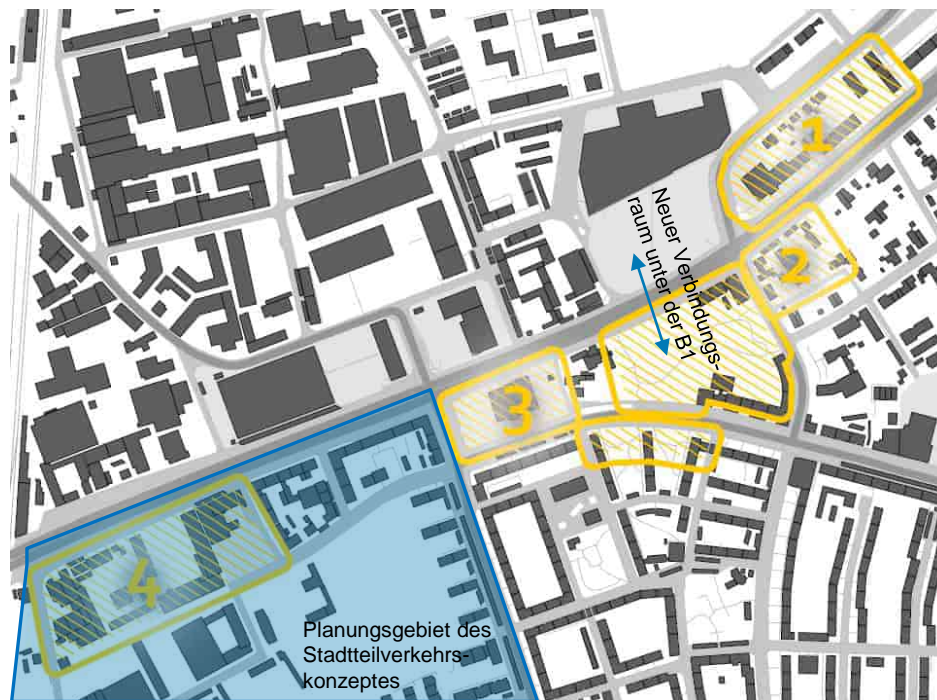 1
Neuer Verbindungs-
raum unter der B1
2
3
4
Planungsgebiet des
Stadtteilverkehrs-
konzeptes